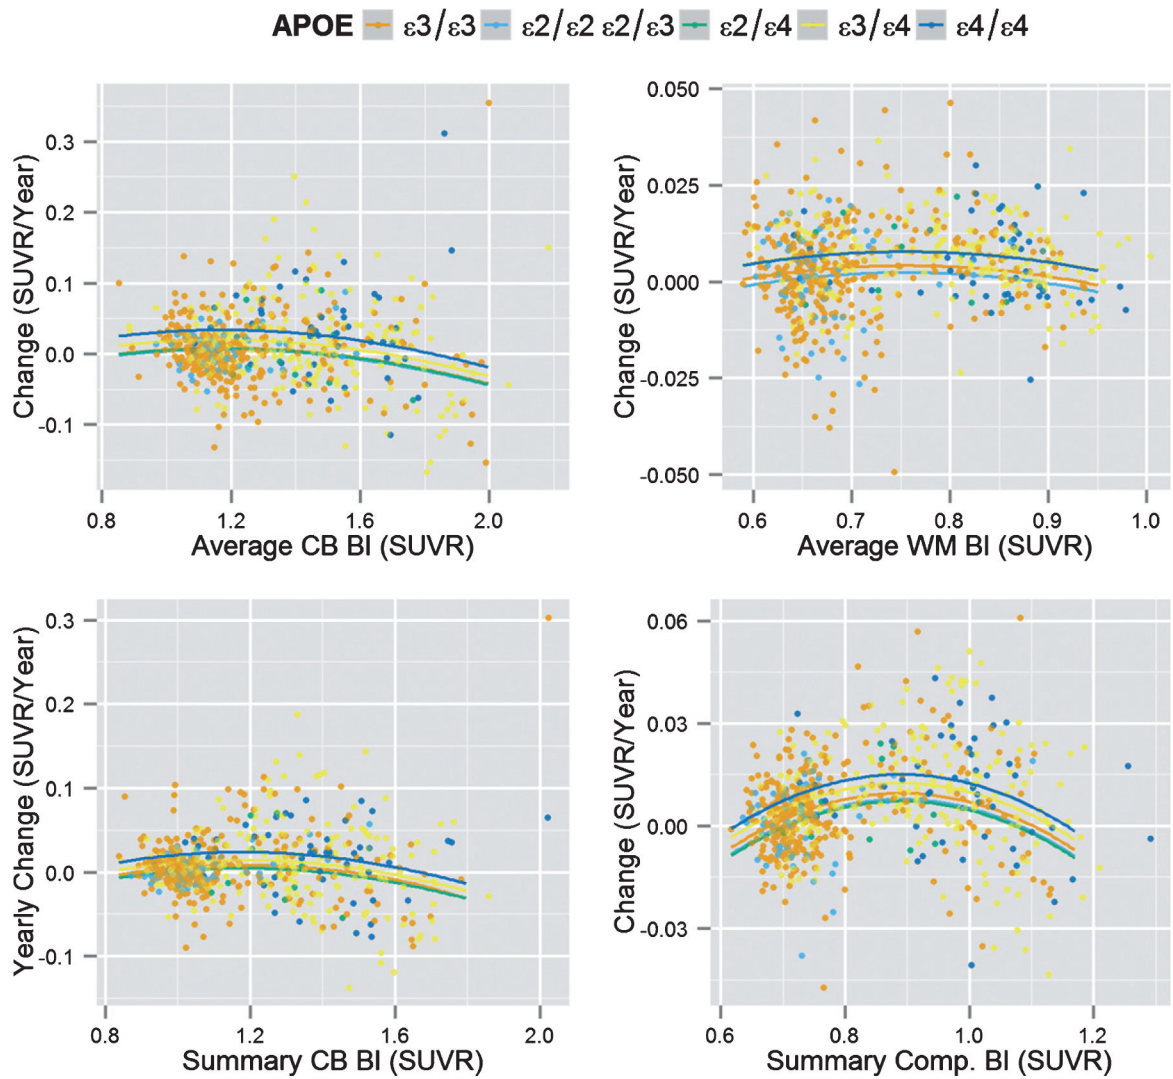 APOE ε3/ε3 ε2/ε2 ε2/ε3 ε2/ε4 ε3/ε4 ε4/ε4
Change (SUVR/Year)
0.3
0.2
0.1
0.0
-0.1
0.8 1.2 1.6 2.0
Average CB BI (SUVR)
Change (SUVR/Year)
0.050
0.025
0.000
-0.025
-0.050
0.6 0.7 0.8 0.9 1.0
Average WM BI (SUVR)
Yearly Change (SUVR/Year)
0.3
0.2
0.1
0.0
-0.1
0.8 1.2 1.6 2.0
Summary CB BI (SUVR)
Change (SUVR/Year)
0.06
0.03
0.00
-0.03
0.6 0.8 1.0 1.2
Summary Comp. BI (SUVR)